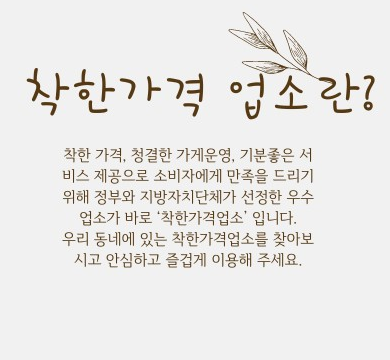 착한가격 업소란?
착한 가격, 청결한 가게운영, 기분좋은 서
비스 제공으로 소비자에게 만족을 드리기
위해 정부와 지방자치단체가 선정한 우수
업소가 바로 ‘착한가격업소’ 입니다.
우리 동네에 있는 착한가격업소를 찾아보
시고 안심하고 즐겁게 이용해 주세요.